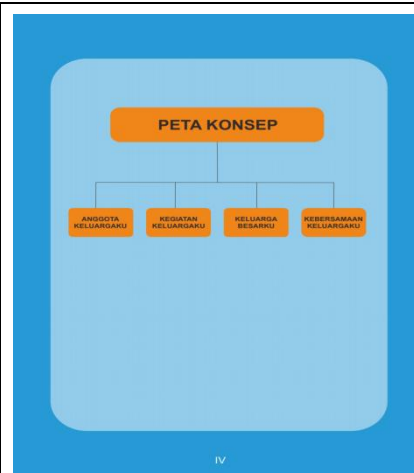 PETA KONSEP
ANGGOTA
KELUARGAKU
KEGIATAN
KELUARGAKU
KELUARGA
BESARKU
KEBERSAMAAN
KELUARGAKU
IV